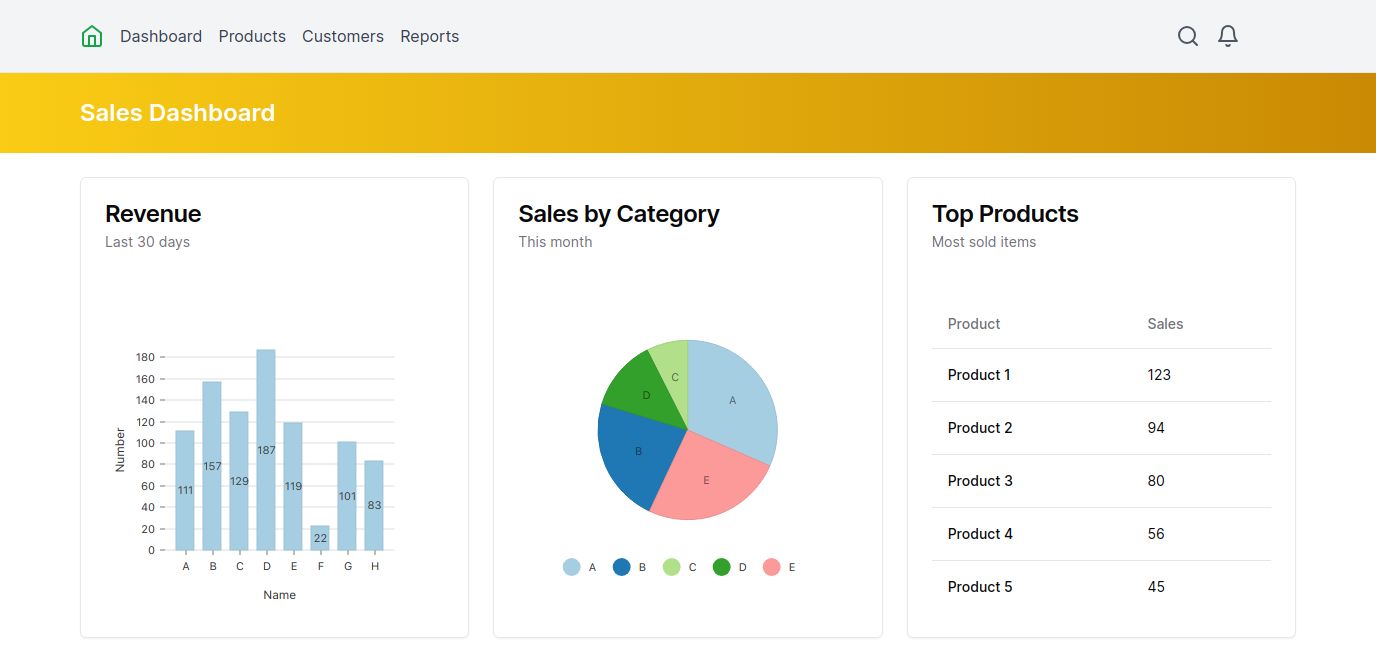 Dashboard Products Customers Reports
Sales Dashboard
Revenue
Last 30 days
180
160
140
120
100
80
60
40
20
0
Number
111
157
129
187
119
22
101
83
A B C D E F G H
Name
Sales by Category
This month
A
B
C
D
E
A B C D E
Top Products
Most sold items
Product Sales
Product 1 123
Product 2 94
Product 3 80
Product 4 56
Product 5 45